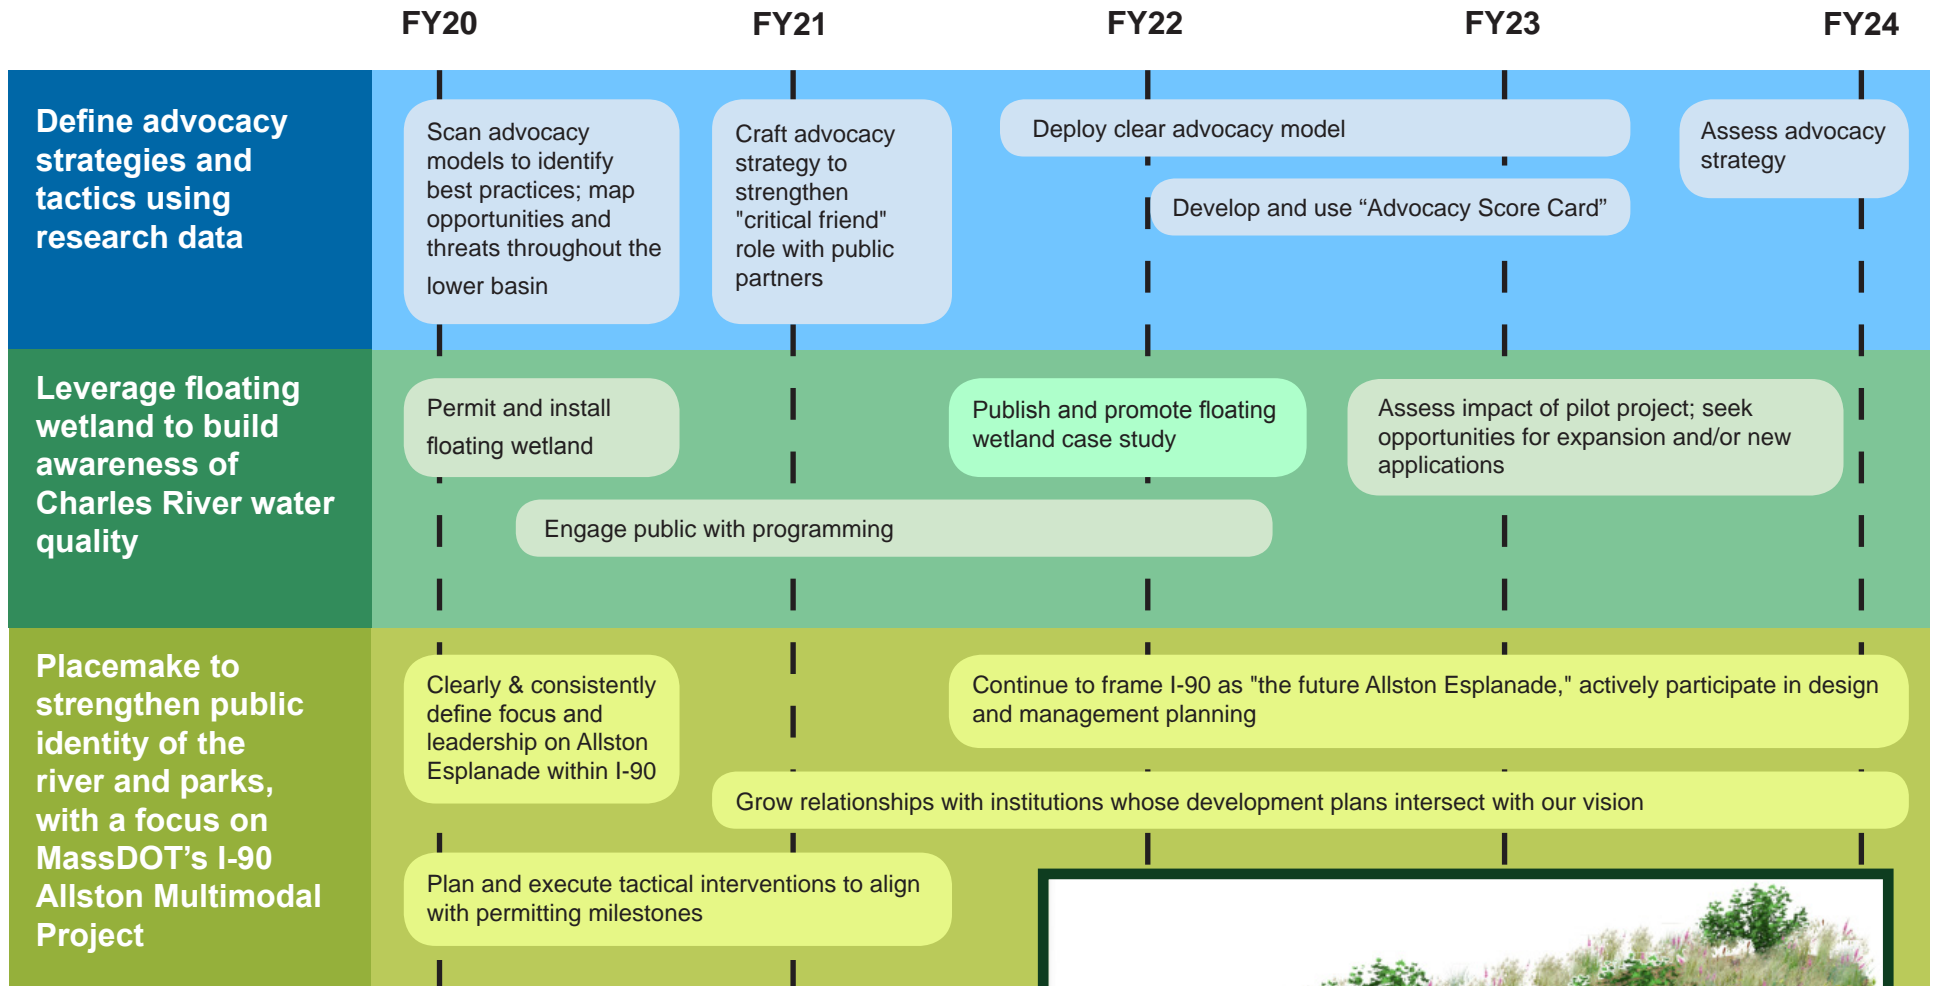 FY20 FY21 FY22 FY23 FY24
Define advocacy
strategies and
tactics using
research data
Scan advocacy
models to identify
best practices; map
opportunities and
threats throughout the
lower basin
Craft advocacy
strategy to
strengthen
"critical friend"
role with public
partners
Deploy clear advocacy model
Develop and use “Advocacy Score Card”
Assess advocacy
strategy
Leverage floating
wetland to build
awareness of
Charles River water
quality
Permit and install
floating wetland
Publish and promote floating
wetland case study
Assess impact of pilot project; seek
opportunities for expansion and/or new
applications
Engage public with programming
Placemake to
strengthen public
identity of the
river and parks,
with a focus on
MassDOT’s I-90
Allston Multimodal
Project
Clearly & consistently
define focus and
leadership on Allston
Esplanade within I-90
Continue to frame I-90 as "the future Allston Esplanade," actively participate in design
and management planning
Grow relationships with institutions whose development plans intersect with our vision
Plan and execute tactical interventions to align
with permitting milestones